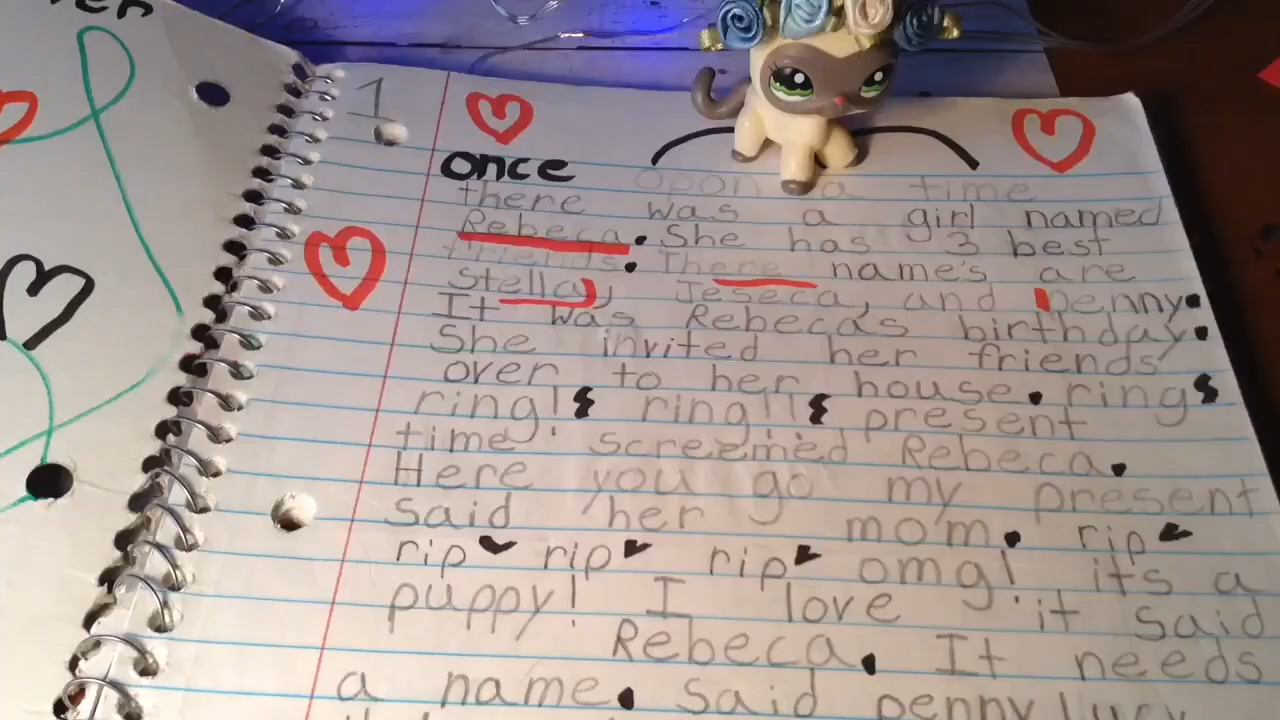 1
once opon a time
there was a girl named
Rebeca. She has 3 best
friends. There name's are
Stella, Jeseca, and penny.
It was Rebeca's birthday.
She invited her friends
over to her house. ring
ring! ring!! present
time! screemed Rebeca.
Here you go my present
said her mom. rip
rip rip rip omg! it's a
puppy! I love it said
Rebeca. It needs
a name. Said penny